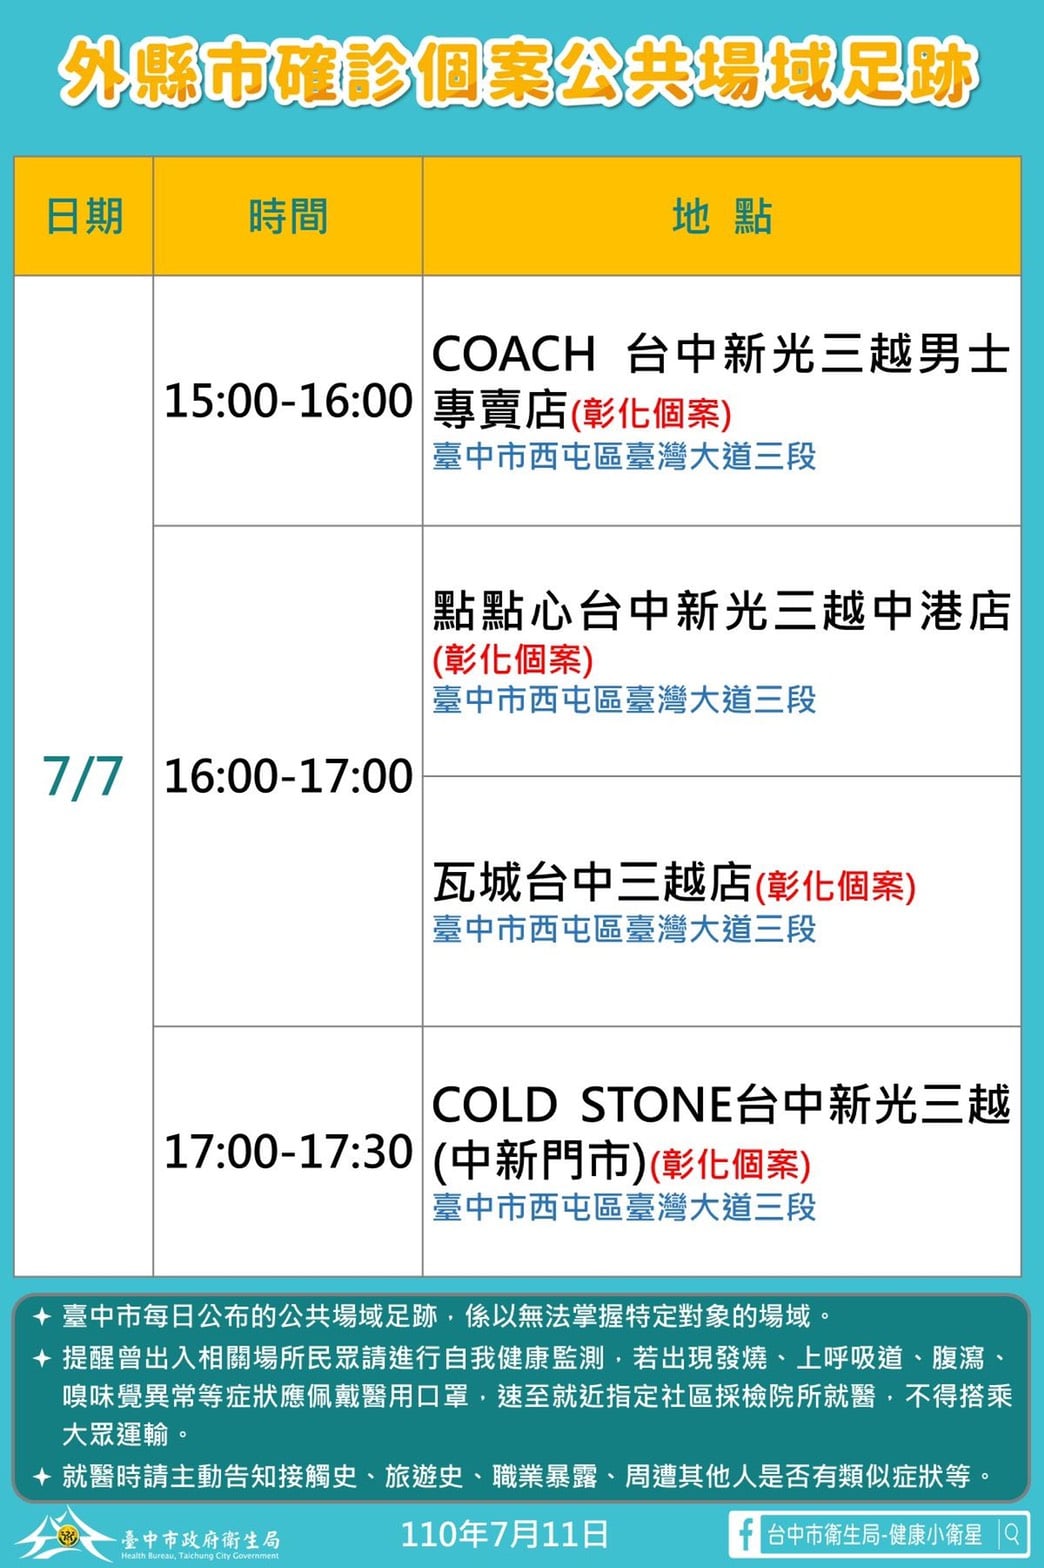 外縣市確診個案公共場域足跡
日期 時間 地 點
7/7
15:00-16:00
COACH 台中新光三越男士
專賣店(彰化個案)
臺中市西屯區臺灣大道三段
16:00-17:00
點點心台中新光三越中港店
(彰化個案)
臺中市西屯區臺灣大道三段
瓦城台中三越店(彰化個案)
臺中市西屯區臺灣大道三段
17:00-17:30
COLD STONE台中新光三越
(中新門市)(彰化個案)
臺中市西屯區臺灣大道三段
臺中市每日公布的公共場域足跡，係以無法掌握特定對象的場域。
提醒曾出入相關場所民眾請進行自我健康監測，若出現發燒、上呼吸道、腹瀉、
嗅味覺異常等症狀應佩戴醫用口罩，速至就近指定社區採檢院所就醫，不得搭乘
大眾運輸。
就醫時請主動告知接觸史、旅遊史、職業暴露、周遭其他人是否有類似症狀等。
臺中市政府衛生局
Health Bureau, Taichung City Government
110年7月11日
f 台中市衛生局-健康小衛星